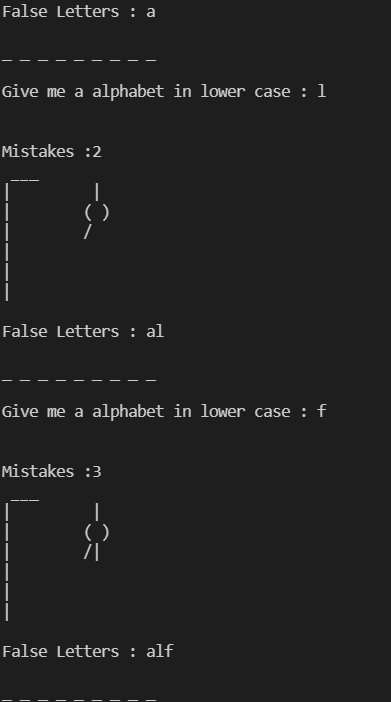 False Letters : a
_ _ _ _ _ _ _ _ _
Give me a alphabet in lower case : l
Mistakes :2
 ___
|         |
|        ( )
|        /
|
|
|
False Letters : al
_ _ _ _ _ _ _ _ _
Give me a alphabet in lower case : f
Mistakes :3
 ___
|         |
|        ( )
|        /|
|
|
|
False Letters : alf
_ _ _ _ _ _ _ _ _